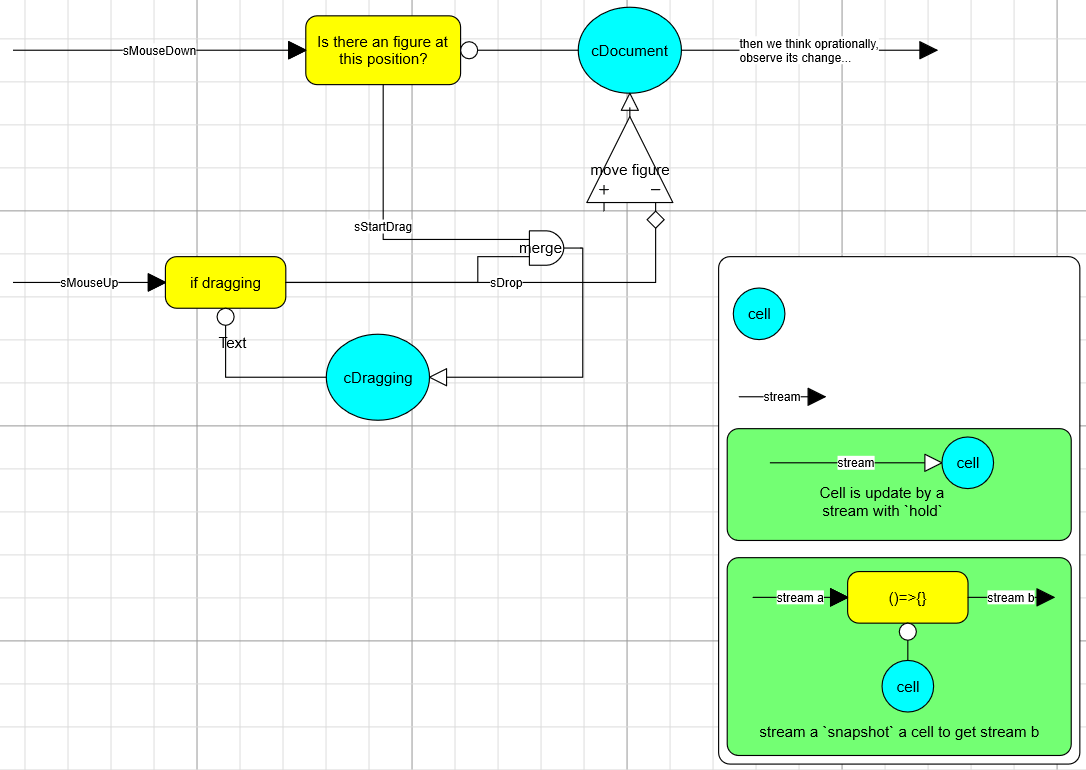 sMouseDown
Is there an figure at
this position?
cDocument
then we think oprationally,
observe its change...
move figure
+
−
sStartDrag
merge
sMouseUp
if dragging
sDrop
Text
cDragging
cell
stream
stream
cell
Cell is update by a
stream with `hold`
stream a
()=>{}
stream b
cell
stream a `snapshot` a cell to get stream b